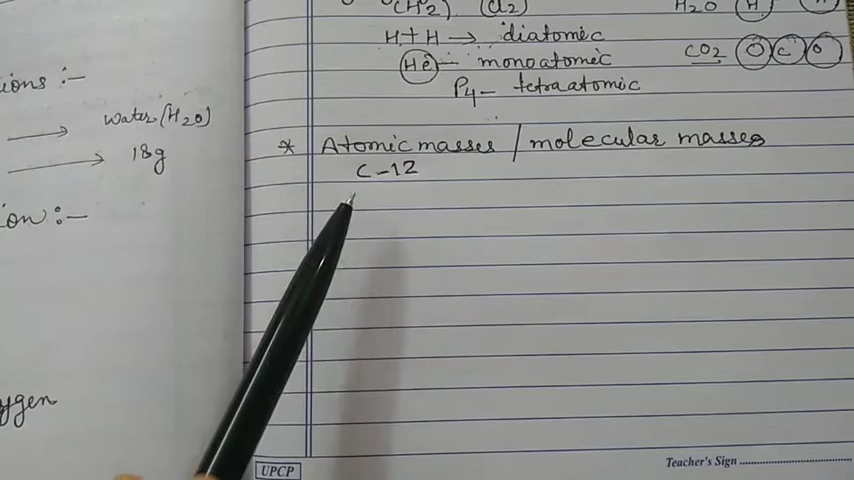 ions :-
→ water (H2O)
→ 18g
ion :-
ygen
(H2) (Cl2) H2O H
H+H → diatomic
He - monoatomic CO2 O C O
P4 - tetraatomic
* Atomic masses / molecular masses
C-12
UPCP
Teacher's Sign